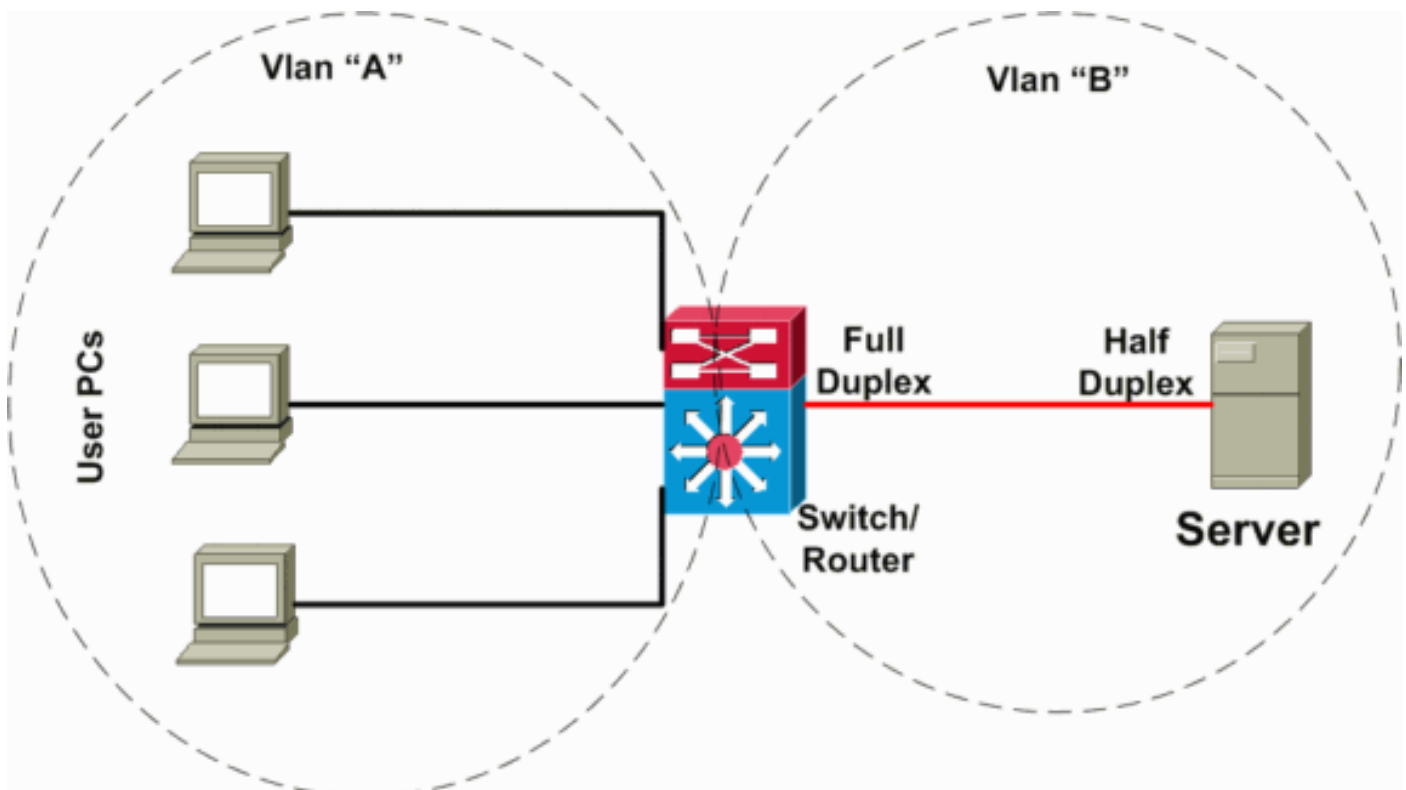 Vlan “A”
Vlan “B”
User PCs
Full
Duplex
Half
Duplex
Switch/
Router
Server